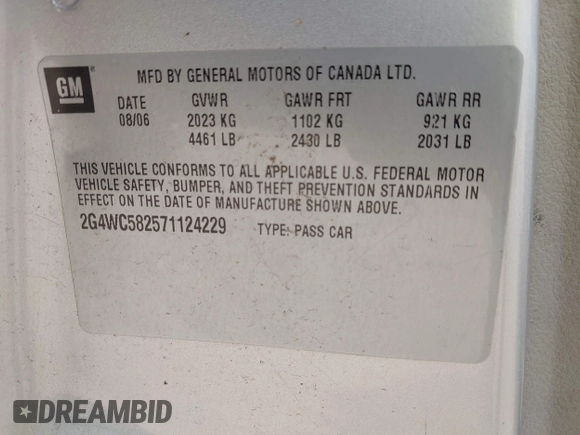 GM
MFD BY GENERAL MOTORS OF CANADA LTD.
DATE GVWR GAWR FRT GAWR RR
08/06 2023 KG 1102 KG 921 KG
4461 LB 2430 LB 2031 LB
THIS VEHICLE CONFORMS TO ALL APPLICABLE U.S. FEDERAL MOTOR
VEHICLE SAFETY, BUMPER, AND THEFT PREVENTION STANDARDS IN
EFFECT ON THE DATE OF MANUFACTURE SHOWN ABOVE.
2G4WC582571124229 TYPE: PASS CAR
DREAMBID